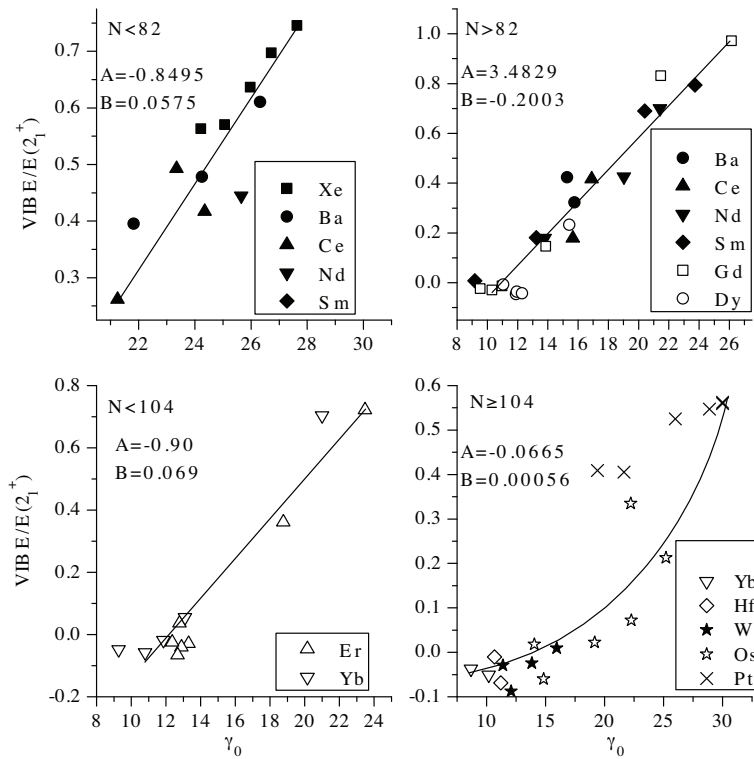 N<82
A=-0.8495
B=0.0575
VIB E/E(2₁⁺)
0.7
0.6
0.5
0.4
0.3
22 24 26 28 30
Xe
Ba
Ce
Nd
Sm
N>82
A=3.4829
B=-0.2003
1.0
0.8
0.6
0.4
0.2
0.0
8 10 12 14 16 18 20 22 24 26
Ba
Ce
Nd
Sm
Gd
Dy
N<104
A=-0.90
B=0.069
VIB E/E(2₁⁺)
0.8
0.6
0.4
0.2
0.0
-0.2
8 10 12 14 16 18 20 22 24
γ₀
Er
Yb
N≥104
A=-0.0665
B=0.00056
0.6
0.5
0.4
0.3
0.2
0.1
0.0
-0.1
10 15 20 25 30
γ₀
Yb
Hf
W
Os
Pt